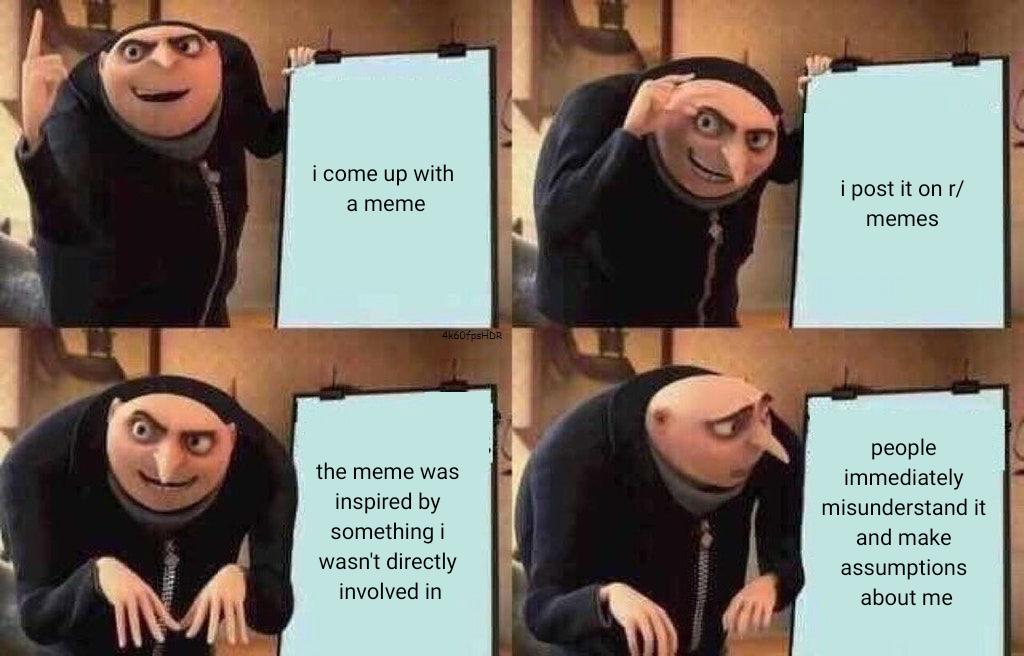 i come up with
a meme
i post it on r/
memes
4k60fpsHDR
the meme was
inspired by
something i
wasn't directly
involved in
people
immediately
misunderstand it
and make
assumptions
about me